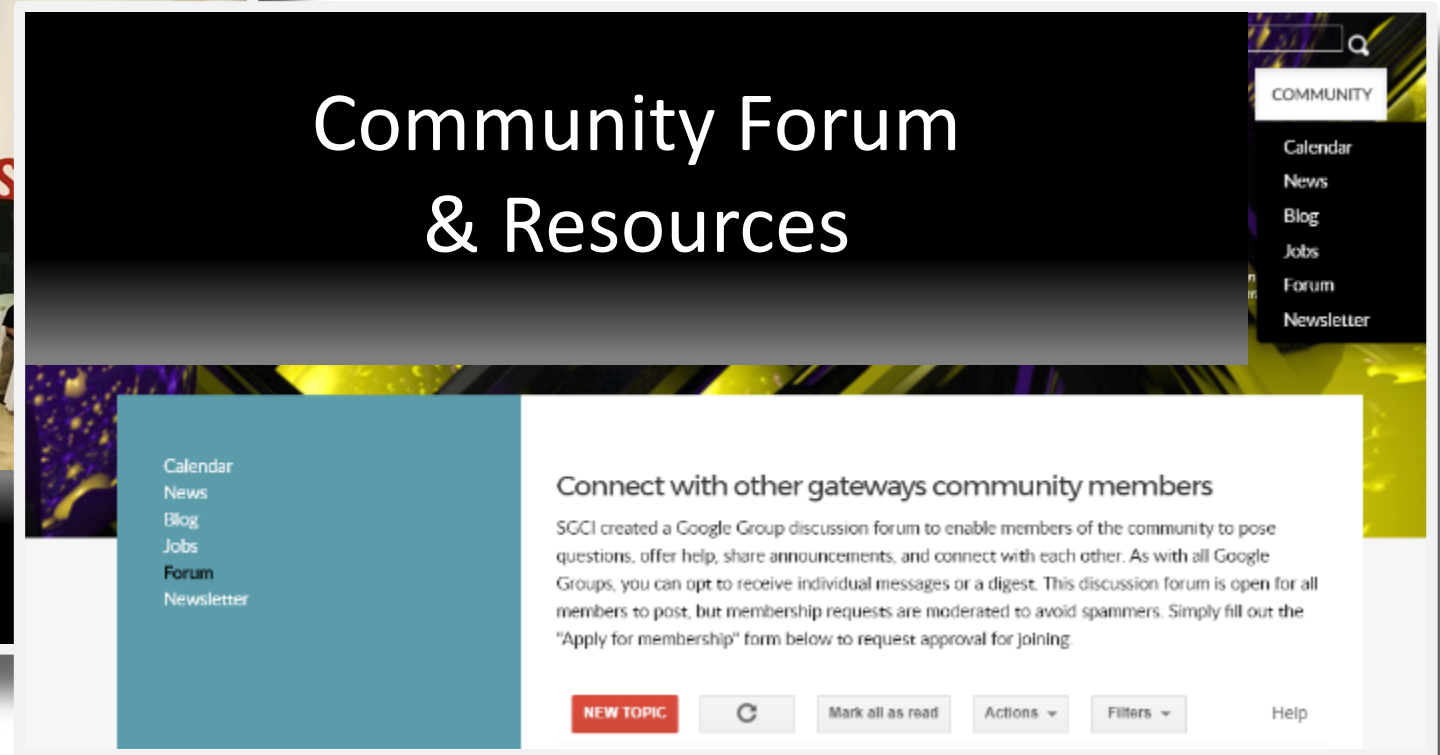 Community Forum
& Resources
COMMUNITY
Calendar
News
Blog
Jobs
Forum
Newsletter
Calendar
News
Blog
Jobs
Forum
Newsletter
Connect with other gateways community members
SGCI created a Google Group discussion forum to enable members of the community to pose
questions, offer help, share announcements, and connect with each other. As with all Google
Groups, you can opt to receive individual messages or a digest. This discussion forum is open for all
members to post, but membership requests are moderated to avoid spammers. Simply fill out the
"Apply for membership" form below to request approval for joining.
NEW TOPIC
Mark all as read
Actions
Filters
Help